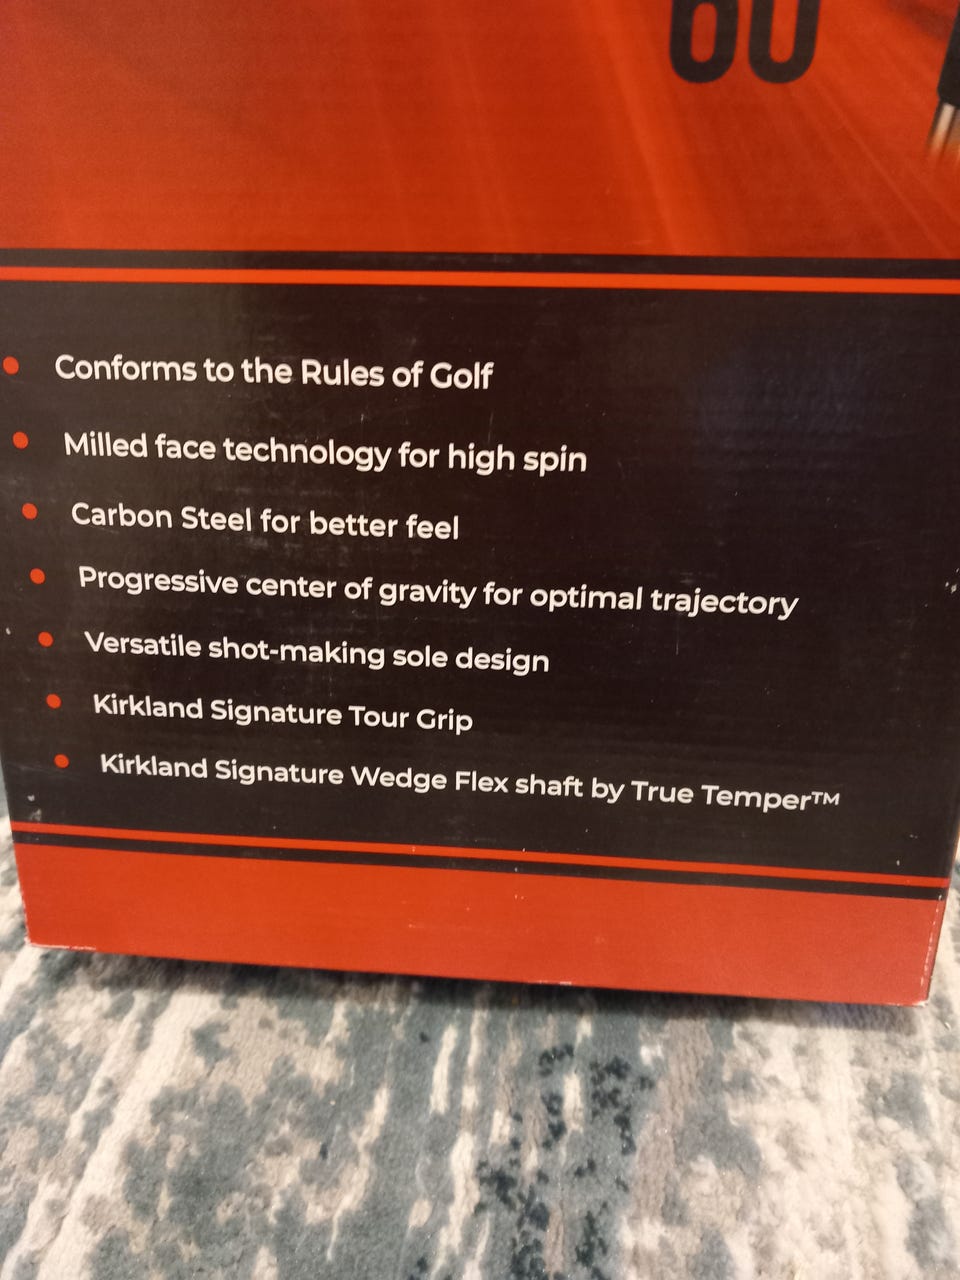 60
Conforms to the Rules of Golf
Milled face technology for high spin
Carbon Steel for better feel
Progressive center of gravity for optimal trajectory
Versatile shot-making sole design
Kirkland Signature Tour Grip
Kirkland Signature Wedge Flex shaft by True Temper™